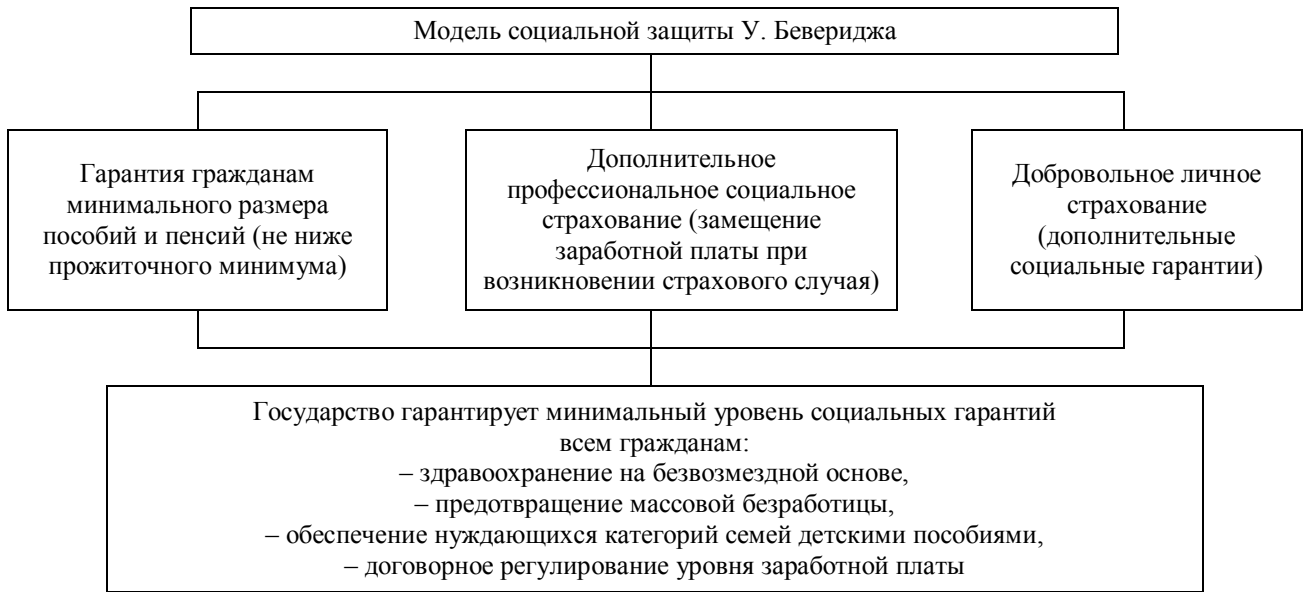 Модель социальной защиты У. Бевериджа
Гарантия гражданам
минимального размера
пособий и пенсий (не ниже
прожиточного минимума)
Дополнительное
профессиональное социальное
страхование (замещение
заработной платы при
возникновении страхового случая)
Добровольное личное
страхование
(дополнительные
социальные гарантии)
Государство гарантирует минимальный уровень социальных гарантий
всем гражданам:
– здравоохранение на безвозмездной основе,
– предотвращение массовой безработицы,
– обеспечение нуждающихся категорий семей детскими пособиями,
– договорное регулирование уровня заработной платы